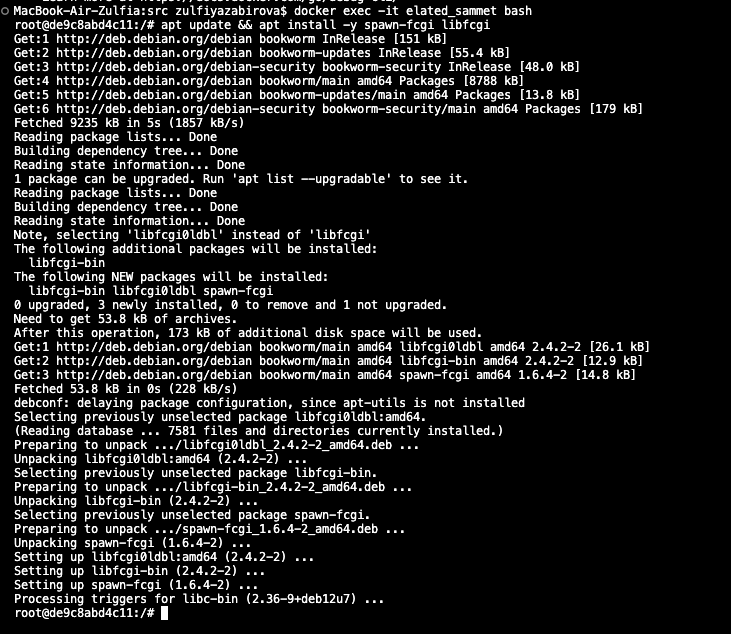 MacBook-Air-Zulfia:src zulfiyazabirova$ docker exec -it elated_sammet bash
root@de9c8abd4c11:/# apt update && apt install -y spawn-fcgi libfcgi
Get:1 http://deb.debian.org/debian bookworm InRelease [151 kB]
Get:2 http://deb.debian.org/debian bookworm-updates InRelease [55.4 kB]
Get:3 http://deb.debian.org/debian-security bookworm-security InRelease [48.0 kB]
Get:4 http://deb.debian.org/debian bookworm/main amd64 Packages [8788 kB]
Get:5 http://deb.debian.org/debian bookworm-updates/main amd64 Packages [13.8 kB]
Get:6 http://deb.debian.org/debian-security bookworm-security/main amd64 Packages [179 kB]
Fetched 9235 kB in 5s (1857 kB/s)
Reading package lists... Done
Building dependency tree... Done
Reading state information... Done
1 package can be upgraded. Run 'apt list --upgradable' to see it.
Reading package lists... Done
Building dependency tree... Done
Reading state information... Done
Note, selecting 'libfcgi0ldbl' instead of 'libfcgi'
The following additional packages will be installed:
  libfcgi-bin
The following NEW packages will be installed:
  libfcgi-bin libfcgi0ldbl spawn-fcgi
0 upgraded, 3 newly installed, 0 to remove and 1 not upgraded.
Need to get 53.8 kB of archives.
After this operation, 173 kB of additional disk space will be used.
Get:1 http://deb.debian.org/debian bookworm/main amd64 libfcgi0ldbl amd64 2.4.2-2 [26.1 kB]
Get:2 http://deb.debian.org/debian bookworm/main amd64 libfcgi-bin amd64 2.4.2-2 [12.9 kB]
Get:3 http://deb.debian.org/debian bookworm/main amd64 spawn-fcgi amd64 1.6.4-2 [14.8 kB]
Fetched 53.8 kB in 0s (228 kB/s)
debconf: delaying package configuration, since apt-utils is not installed
Selecting previously unselected package libfcgi0ldbl:amd64.
(Reading database ... 7581 files and directories currently installed.)
Preparing to unpack .../libfcgi0ldbl_2.4.2-2_amd64.deb ...
Unpacking libfcgi0ldbl:amd64 (2.4.2-2) ...
Selecting previously unselected package libfcgi-bin.
Preparing to unpack .../libfcgi-bin_2.4.2-2_amd64.deb ...
Unpacking libfcgi-bin (2.4.2-2) ...
Selecting previously unselected package spawn-fcgi.
Preparing to unpack .../spawn-fcgi_1.6.4-2_amd64.deb ...
Unpacking spawn-fcgi (1.6.4-2) ...
Setting up libfcgi0ldbl:amd64 (2.4.2-2) ...
Setting up libfcgi-bin (2.4.2-2) ...
Setting up spawn-fcgi (1.6.4-2) ...
Processing triggers for libc-bin (2.36-9+deb12u7) ...
root@de9c8abd4c11:/#